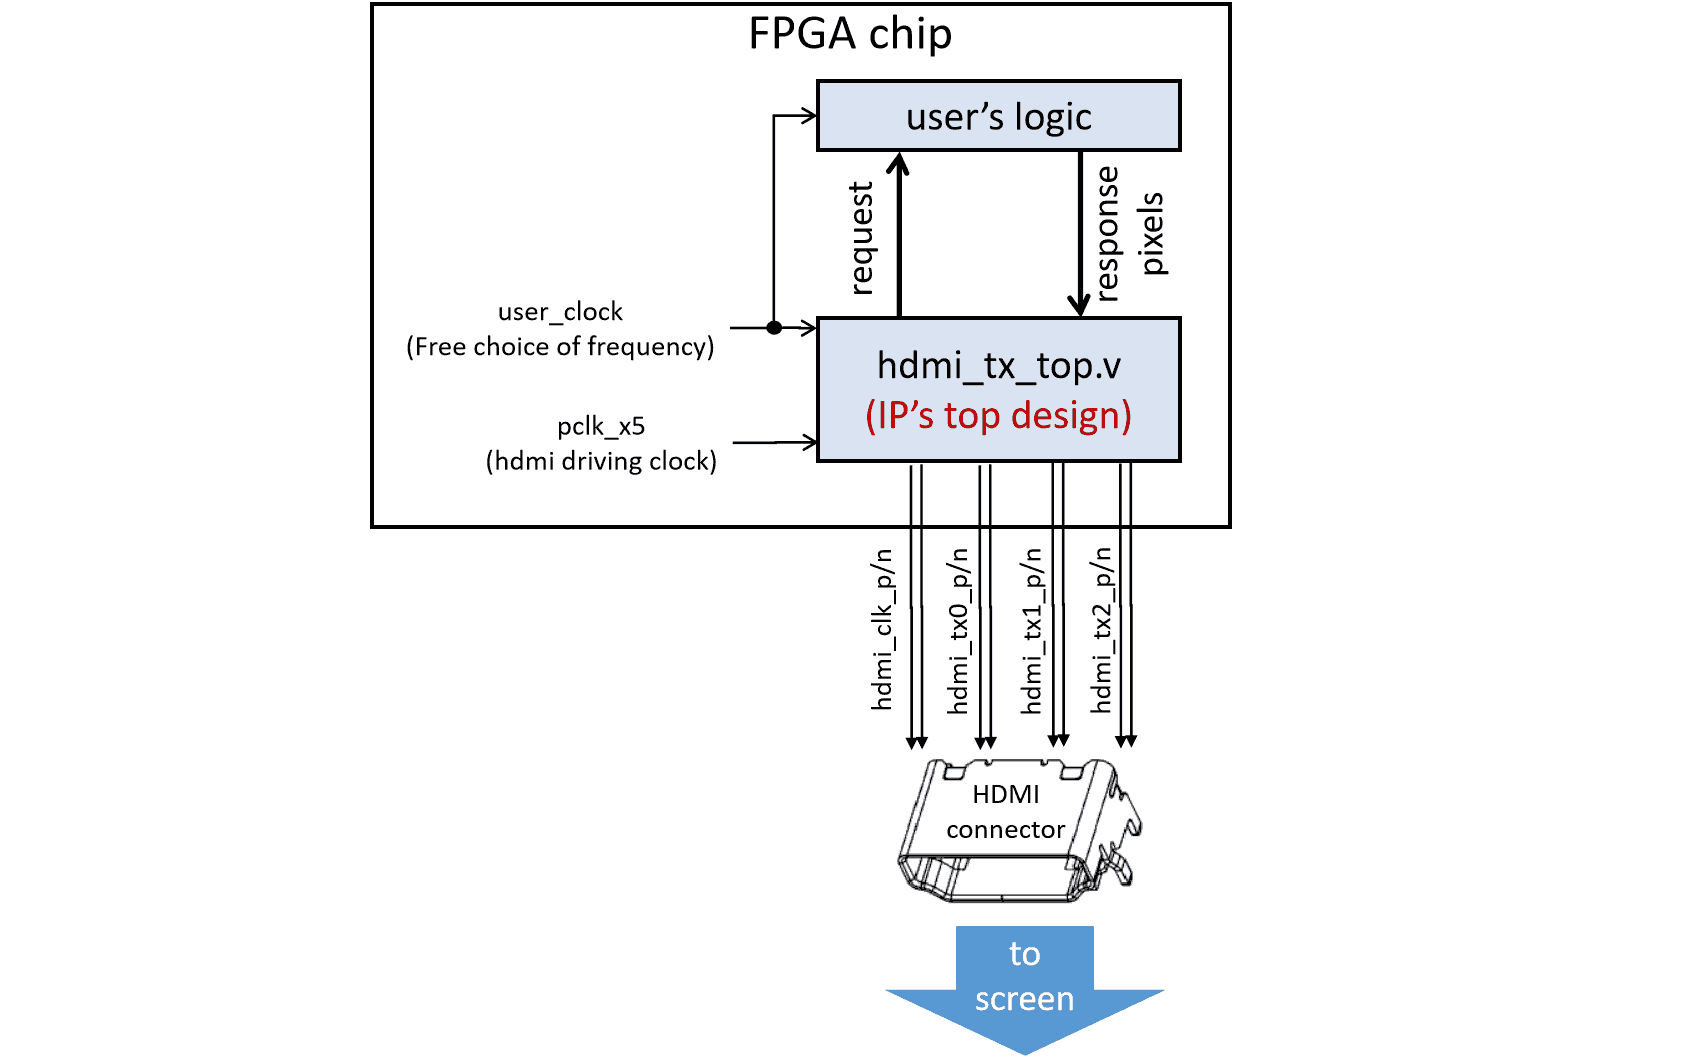 FPGA chip
user’s logic
request
response
pixels
user_clock
(Free choice of frequency)
hdmi_tx_top.v
(IP’s top design)
pclk_x5
(hdmi driving clock)
hdmi_clk_p/n
hdmi_tx0_p/n
hdmi_tx1_p/n
hdmi_tx2_p/n
HDMI
connector
to
screen